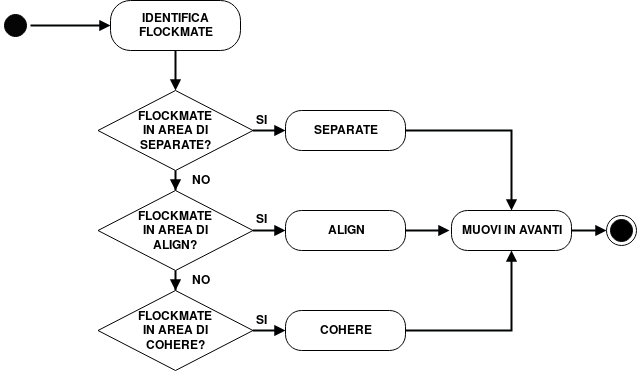 IDENTIFICA
FLOCKMATE
FLOCKMATE
IN AREA DI
SEPARATE?
SI
SEPARATE
NO
FLOCKMATE
IN AREA DI
ALIGN?
SI
ALIGN
MUOVI IN AVANTI
NO
FLOCKMATE
IN AREA DI
COHERE?
SI
COHERE